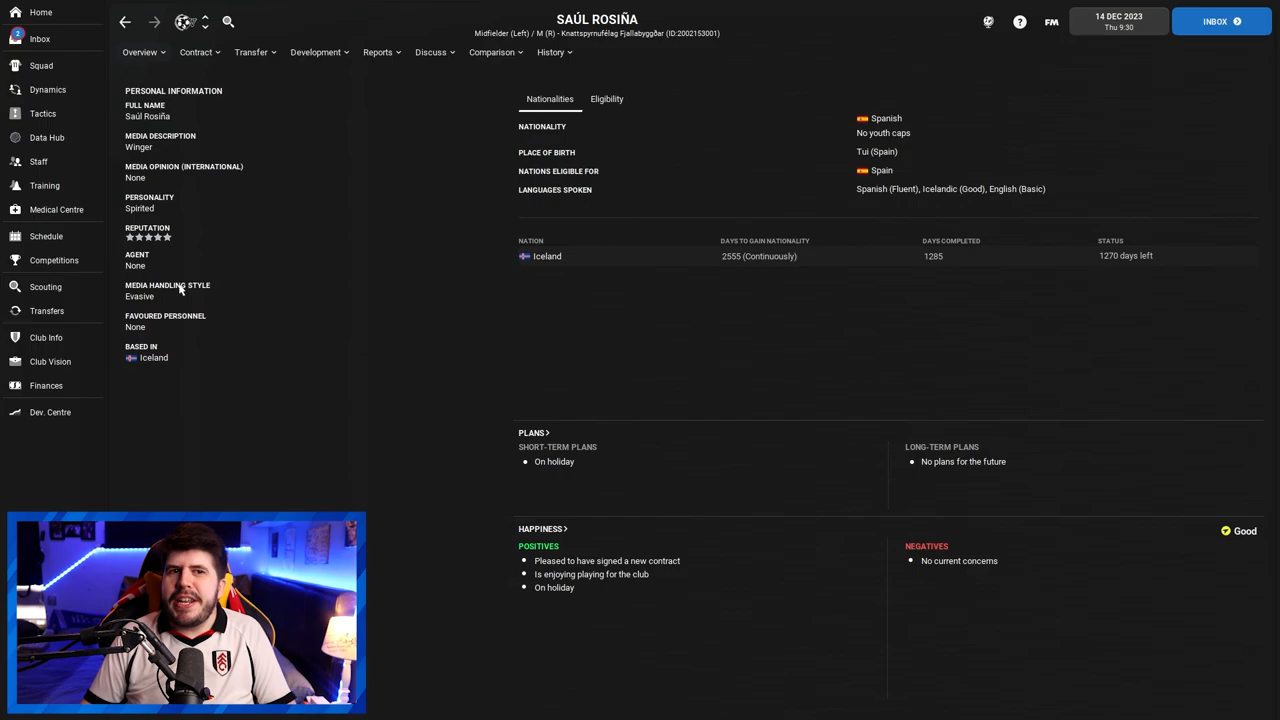 Home
2
Inbox
Squad
Dynamics
Tactics
Data Hub
Staff
Training
Medical Centre
Schedule
Competitions
Scouting
Transfers
Club Info
Club Vision
Finances
Dev. Centre
SAÚL ROSIÑA
Midfielder (Left) / M (R) - Knattspyrnufélag Fjallabyggðar (ID:2002153001)
?
FM
14 DEC 2023
Thu 9:30
INBOX
Overview
Contract
Transfer
Development
Reports
Discuss
Comparison
History
PERSONAL INFORMATION
FULL NAME
Saúl Rosiña
MEDIA DESCRIPTION
Winger
MEDIA OPINION (INTERNATIONAL)
None
PERSONALITY
Spirited
REPUTATION
AGENT
None
MEDIA HANDLING STYLE
Evasive
FAVOURED PERSONNEL
None
BASED IN
Iceland
Nationalities Eligibility
NATIONALITY Spanish
No youth caps
PLACE OF BIRTH Tui (Spain)
NATIONS ELIGIBLE FOR Spain
LANGUAGES SPOKEN Spanish (Fluent), Icelandic (Good), English (Basic)
NATION DAYS TO GAIN NATIONALITY DAYS COMPLETED STATUS
Iceland 2555 (Continuously) 1285 1270 days left
PLANS
SHORT-TERM PLANS
On holiday
LONG-TERM PLANS
No plans for the future
HAPPINESS
Good
POSITIVES
Pleased to have signed a new contract
Is enjoying playing for the club
On holiday
NEGATIVES
No current concerns